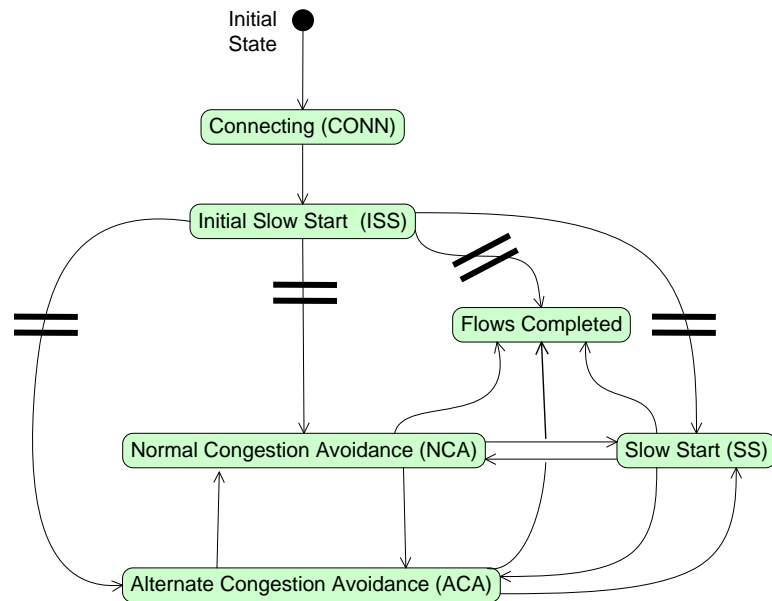 Initial
State
Connecting (CONN)
Initial Slow Start (ISS)
Flows Completed
Normal Congestion Avoidance (NCA)
Slow Start (SS)
Alternate Congestion Avoidance (ACA)